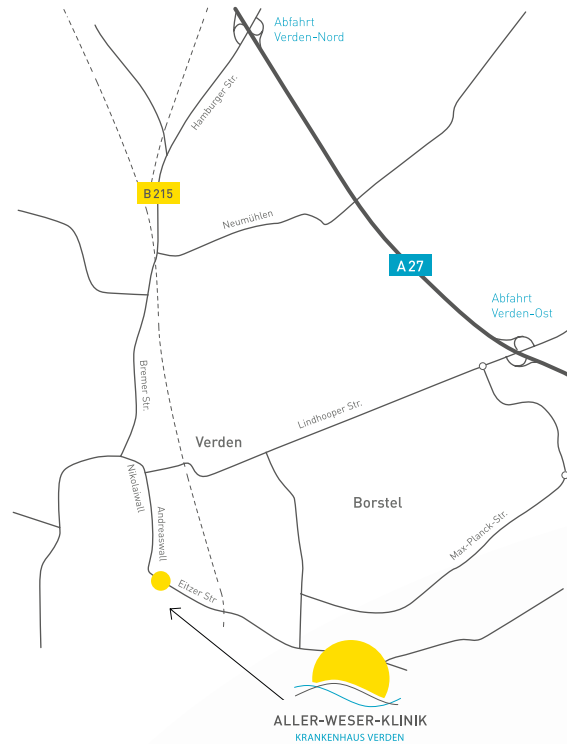 Abfahrt
Verden-Nord
Hamburger Str.
B 215
Neumühlen
A 27
Abfahrt
Verden-Ost
Bremer Str.
Lindhooper Str.
Verden
Nikolaiwall
Andreaswall
Borstel
Max-Planck-Str.
Eitzer Str
ALLER-WESER-KLINIK
KRANKENHAUS VERDEN